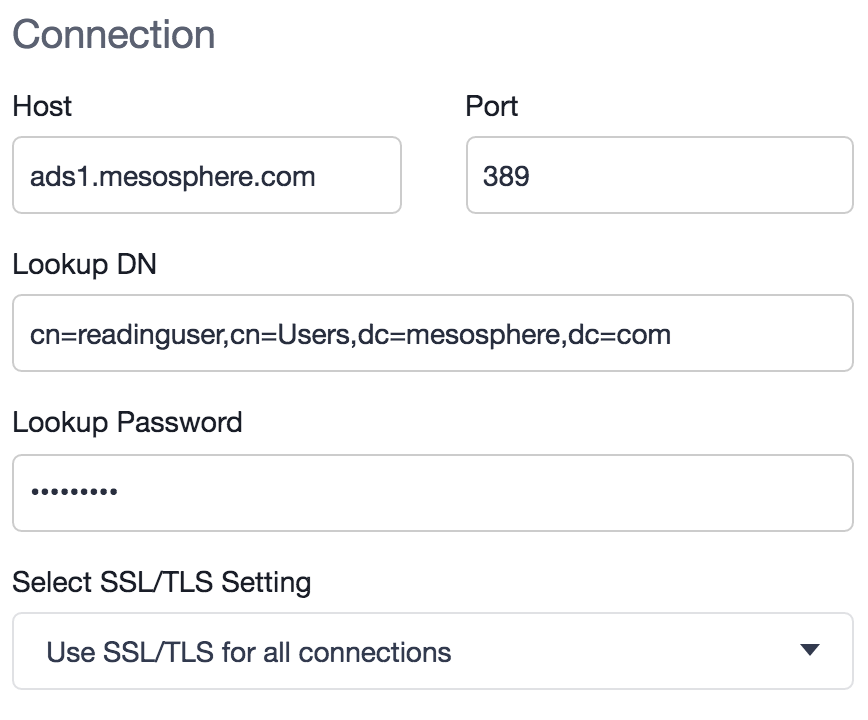 Connection
Host
Port
ads1.mesosphere.com
389
Lookup DN
cn=readinguser,cn=Users,dc=mesosphere,dc=com
Lookup Password
•••••••••
Select SSL/TLS Setting
Use SSL/TLS for all connections